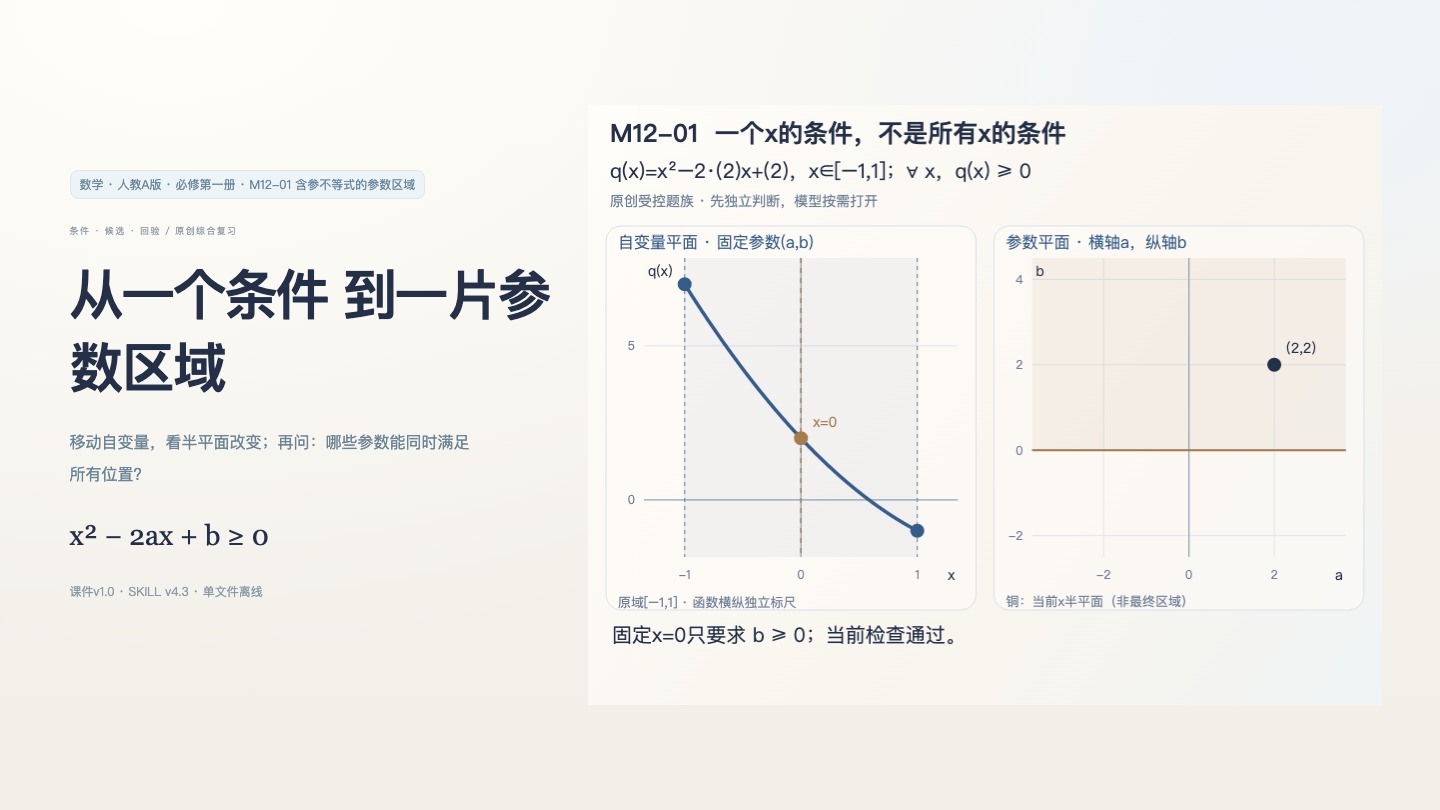 数学 · 人教A版 · 必修第一册 · M12-01 含参不等式的参数区域
条件 · 候选 · 回验 / 原创综合复习
从一个条件 到一片参
数区域
移动自变量，看半平面改变；再问：哪些参数能同时满足
所有位置？
x² − 2ax + b ≥ 0
课件v1.0 · SKILL v4.3 · 单文件离线
M12-01 一个x的条件，不是所有x的条件
q(x)=x²−2·(2)x+(2)，x∈[−1,1]；∀ x，q(x) ≥ 0
原创受控题族 · 先独立判断，模型按需打开
自变量平面 · 固定参数(a,b)
q(x)
5
x=0
0
−1 0 1 x
原域[−1,1] · 函数横纵独立标尺
参数平面 · 横轴a，纵轴b
b
4
(2,2)
2
0
−2
−2 0 2 a
铜：当前x半平面（非最终区域）
固定x=0只要求 b ≥ 0；当前检查通过。